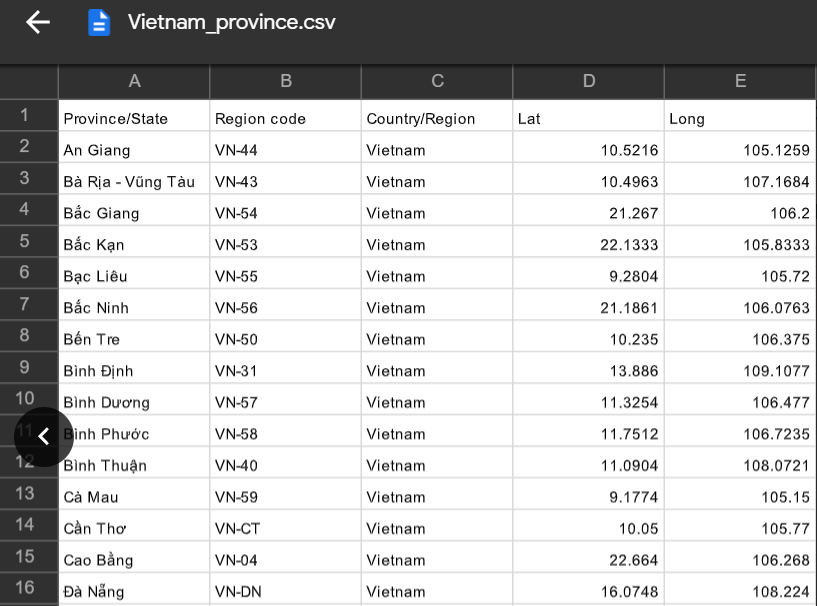 Vietnam_province.csv
A B C D E
1 Province/State Region code Country/Region Lat Long
2 An Giang VN-44 Vietnam 10.5216 105.1259
3 Bà Rịa - Vũng Tàu VN-43 Vietnam 10.4963 107.1684
4 Bắc Giang VN-54 Vietnam 21.267 106.2
5 Bắc Kạn VN-53 Vietnam 22.1333 105.8333
6 Bạc Liêu VN-55 Vietnam 9.2804 105.72
7 Bắc Ninh VN-56 Vietnam 21.1861 106.0763
8 Bến Tre VN-50 Vietnam 10.235 106.375
9 Bình Định VN-31 Vietnam 13.886 109.1077
10 Bình Dương VN-57 Vietnam 11.3254 106.477
11 Bình Phước VN-58 Vietnam 11.7512 106.7235
12 Bình Thuận VN-40 Vietnam 11.0904 108.0721
13 Cà Mau VN-59 Vietnam 9.1774 105.15
14 Cần Thơ VN-CT Vietnam 10.05 105.77
15 Cao Bằng VN-04 Vietnam 22.664 106.268
16 Đà Nẵng VN-DN Vietnam 16.0748 108.224